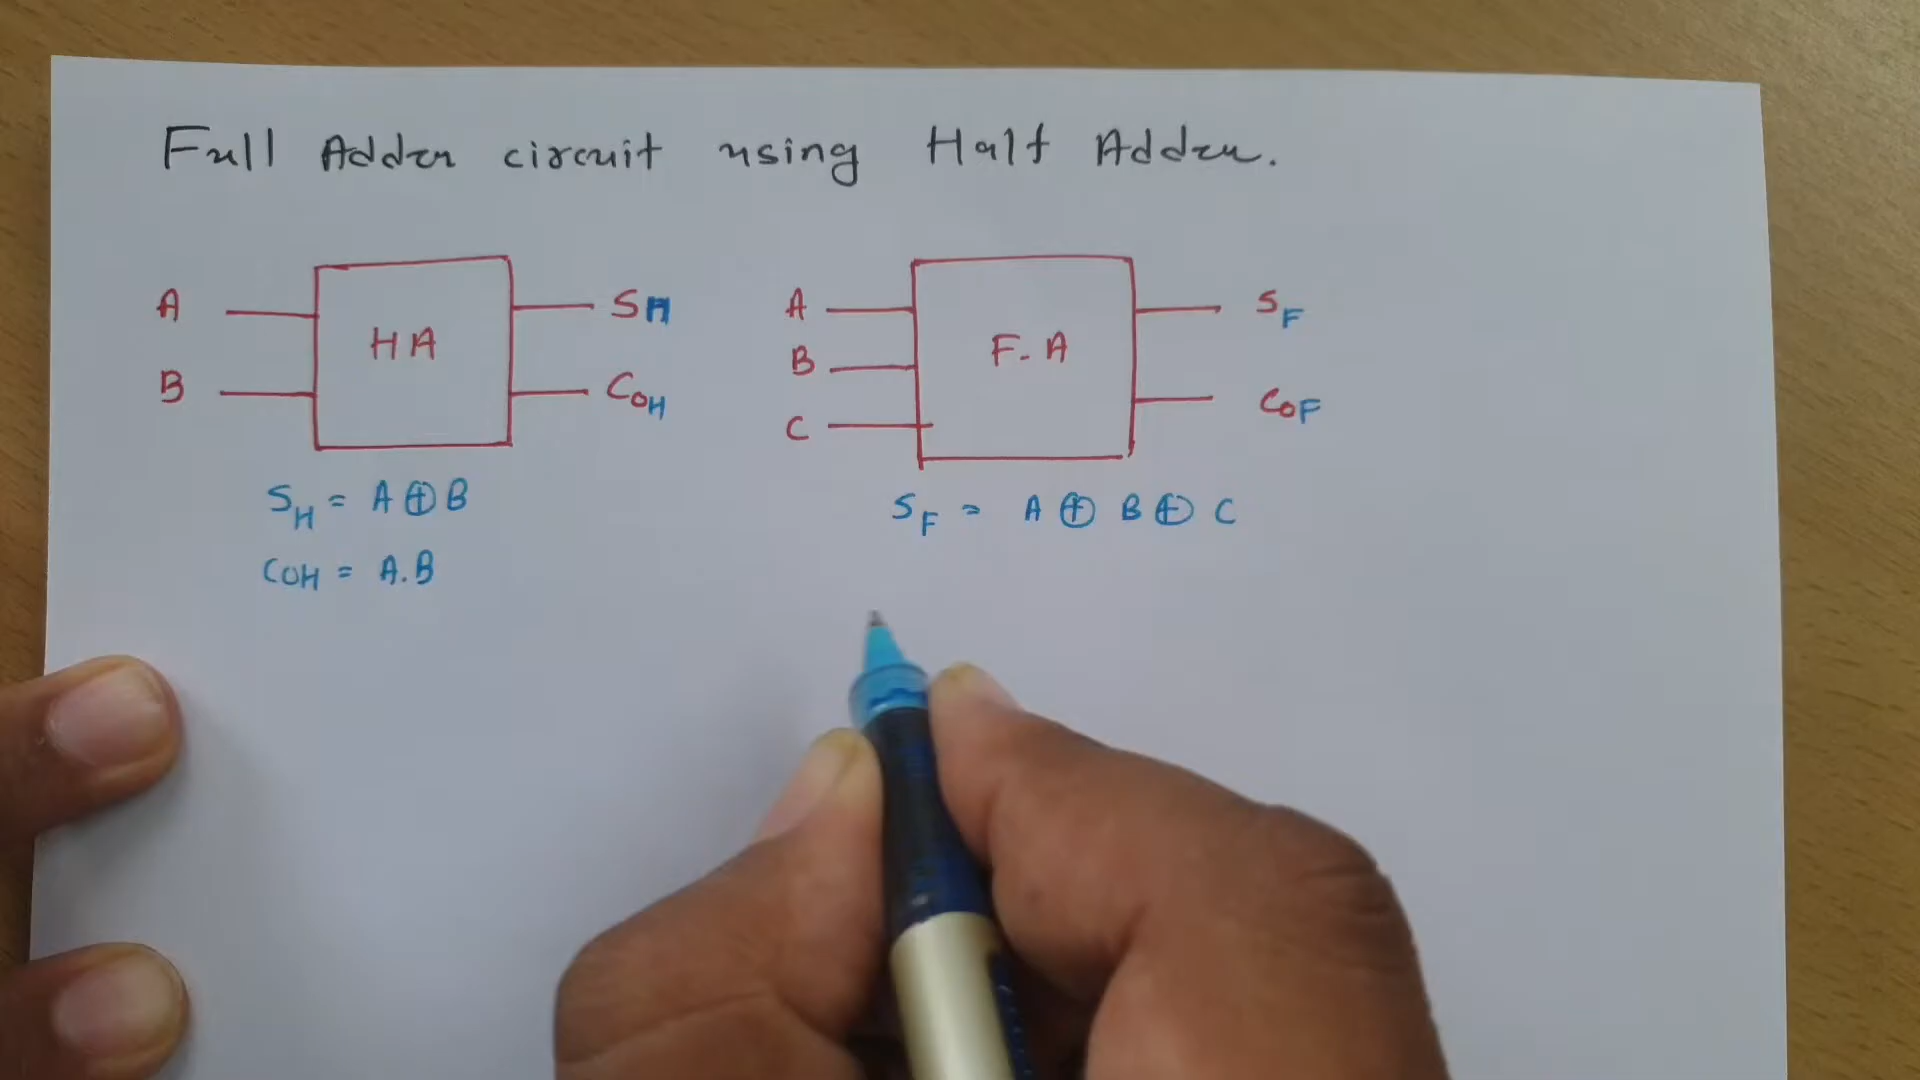 Full Adder circuit using Half Adder.
A
B
HA
SH
COH
SH = A ⊕ B
COH = A.B
A
B
C
F.A
SF
COF
SF = A ⊕ B ⊕ C